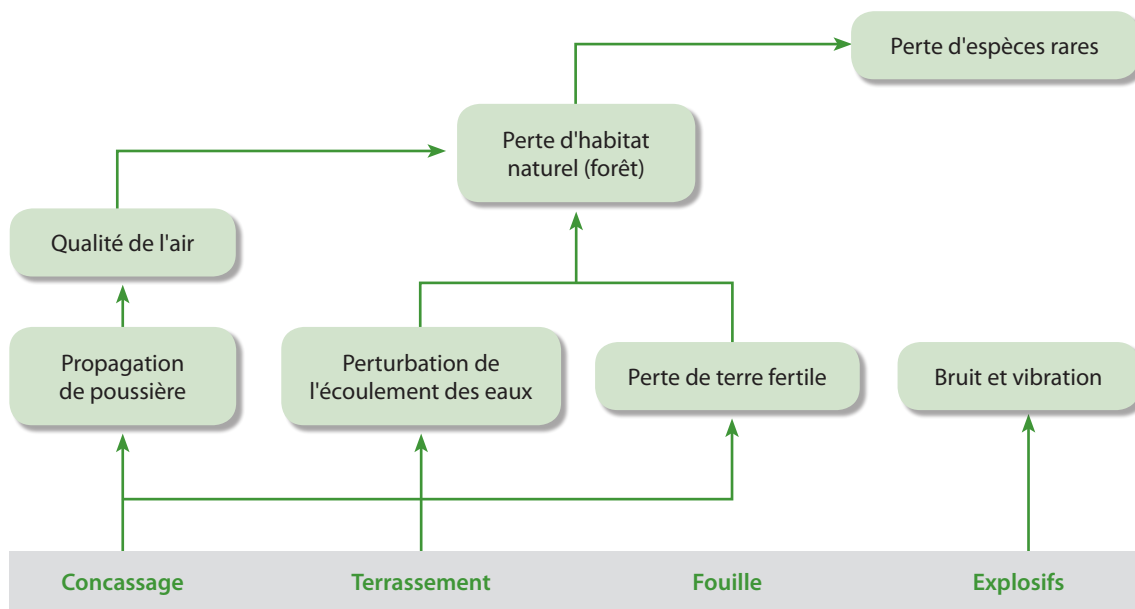 Perte d'espèces rares
Perte d'habitat
naturel (forêt)
Qualité de l'air
Propagation
de poussière
Perturbation de
l'écoulement des eaux
Perte de terre fertile
Bruit et vibration
Concassage
Terrassement
Fouille
Explosifs